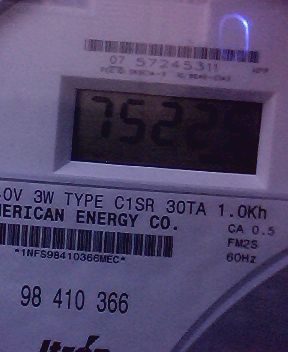 07 57245311
7522
0V 3W TYPE C1SR 30TA 1.0Kh
MERICAN ENERGY CO. CA 0.5
FM2S
*1NFS98410366MEC* 60Hz
98 410 366
Itrón